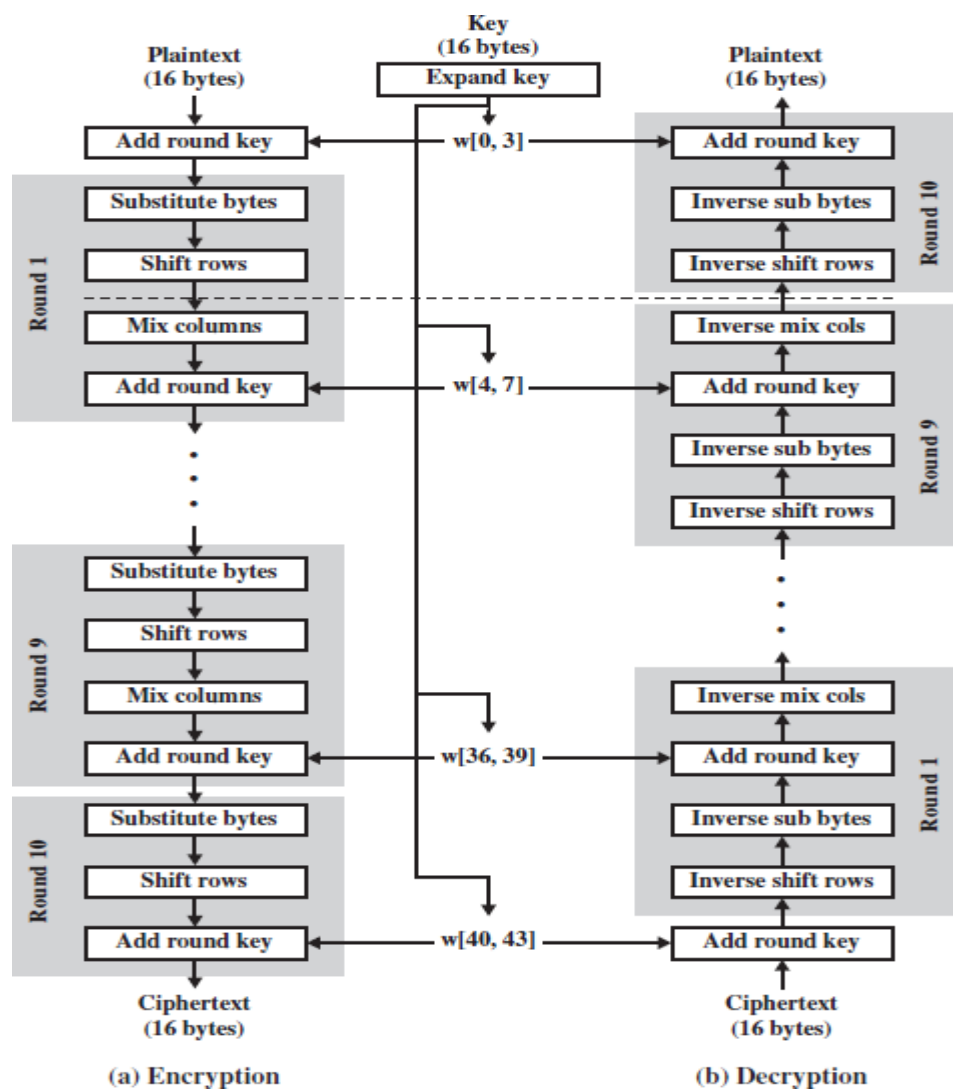 Key
(16 bytes)
Expand key
Plaintext
(16 bytes)
Add round key
Substitute bytes
Shift rows
Mix columns
Add round key
Round 1
. . .
Substitute bytes
Shift rows
Mix columns
Add round key
Round 9
Substitute bytes
Shift rows
Add round key
Round 10
Ciphertext
(16 bytes)
(a) Encryption
w[0, 3]
w[4, 7]
w[36, 39]
w[40, 43]
Plaintext
(16 bytes)
Add round key
Inverse sub bytes
Inverse shift rows
Round 10
Inverse mix cols
Add round key
Inverse sub bytes
Inverse shift rows
Round 9
. . .
Inverse mix cols
Add round key
Inverse sub bytes
Inverse shift rows
Round 1
Add round key
Ciphertext
(16 bytes)
(b) Decryption